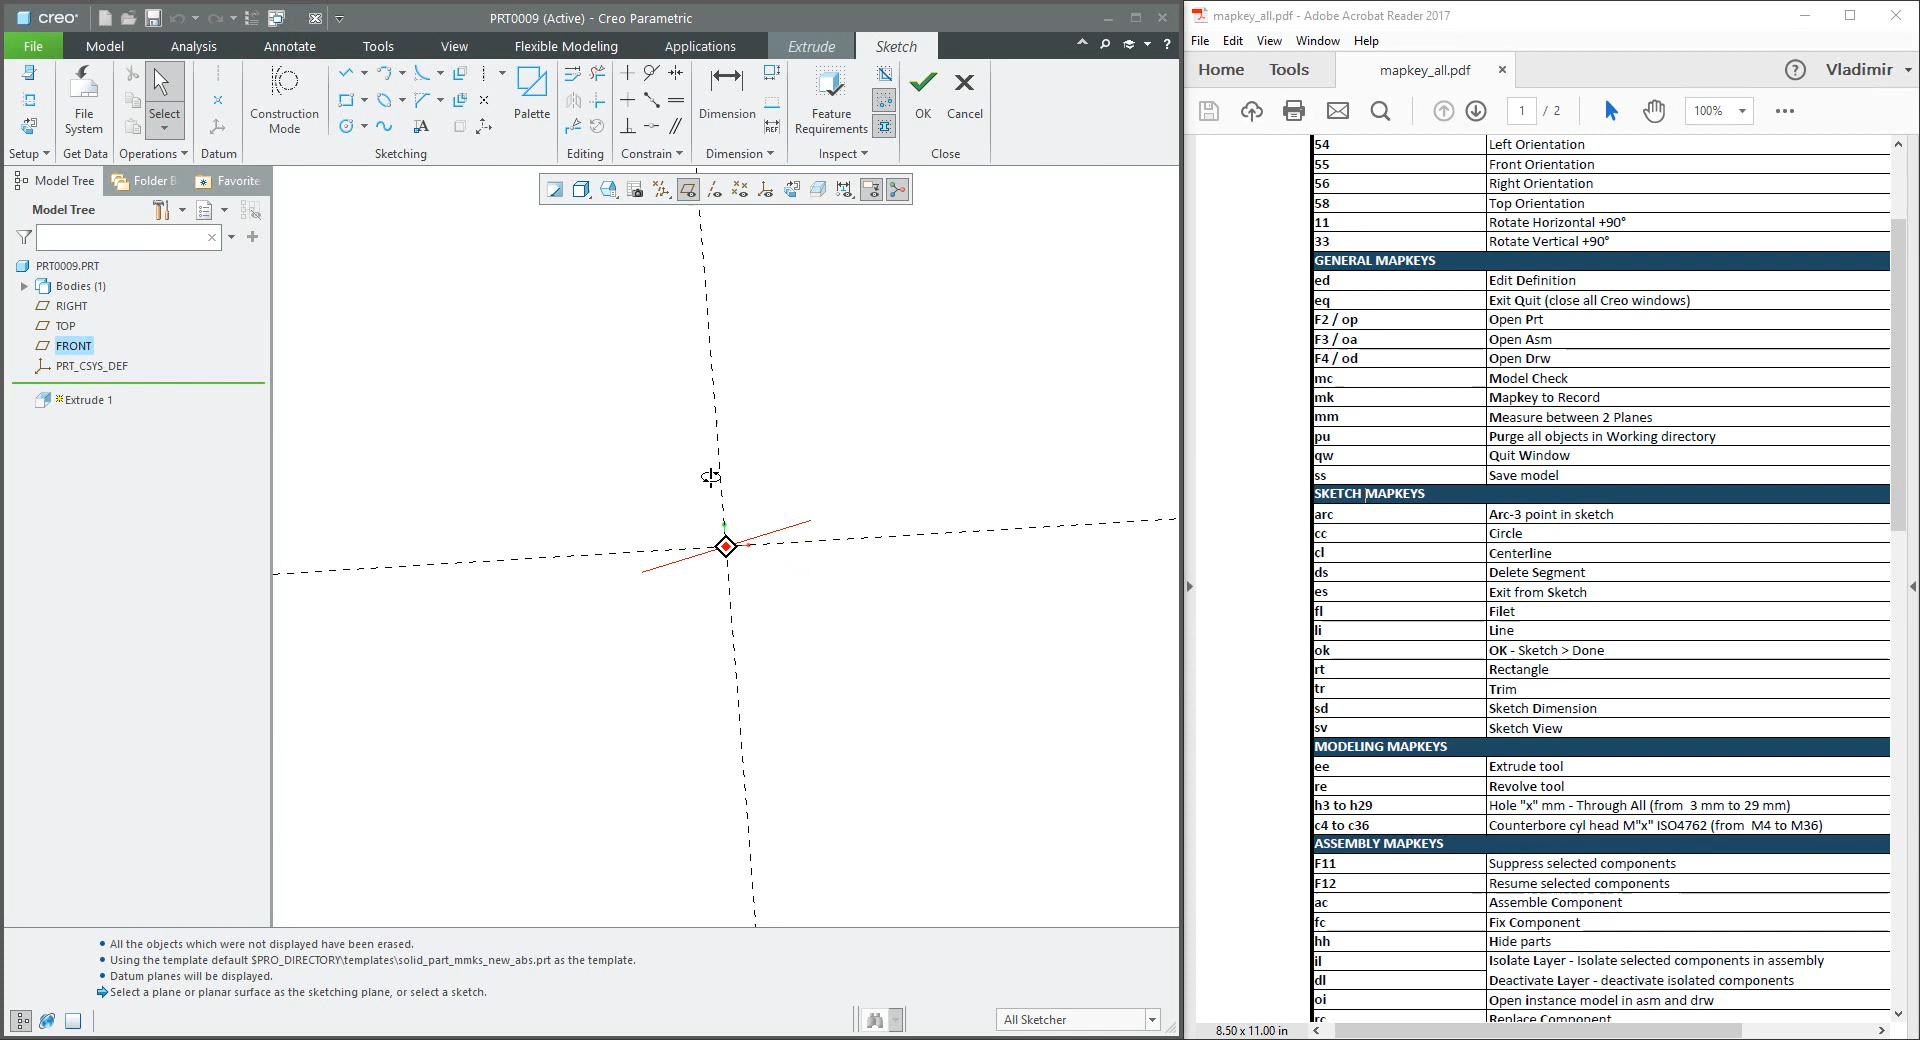 creo
PRT0009 (Active) - Creo Parametric
File Model Analysis Annotate Tools View Flexible Modeling Applications Extrude Sketch
File System
Select
Construction Mode
Palette
Dimension
REF
Feature Requirements
OK
Cancel
Setup Get Data Operations Datum Sketching Editing Constrain Dimension Inspect Close
Model Tree Folder B Favorite
Model Tree
PRT0009.PRT
Bodies (1)
RIGHT
TOP
FRONT
PRT_CSYS_DEF
Extrude 1
All the objects which were not displayed have been erased.
Using the template default $PRO_DIRECTORY\templates\solid_part_mmks_new_abs.prt as the template.
Datum planes will be displayed.
Select a plane or planar surface as the sketching plane, or select a sketch.
All Sketcher
mapkey_all.pdf - Adobe Acrobat Reader 2017
File Edit View Window Help
Home Tools mapkey_all.pdf × Vladimir
1 / 2 100%
54 Left Orientation
55 Front Orientation
56 Right Orientation
58 Top Orientation
11 Rotate Horizontal +90°
33 Rotate Vertical +90°
GENERAL MAPKEYS
ed Edit Definition
eq Exit Quit (close all Creo windows)
F2 / op Open Prt
F3 / oa Open Asm
F4 / od Open Drw
mc Model Check
mk Mapkey to Record
mm Measure between 2 Planes
pu Purge all objects in Working directory
qw Quit Window
ss Save model
SKETCH MAPKEYS
arc Arc-3 point in sketch
cc Circle
cl Centerline
ds Delete Segment
es Exit from Sketch
fl Filet
li Line
ok OK - Sketch > Done
rt Rectangle
tr Trim
sd Sketch Dimension
sv Sketch View
MODELING MAPKEYS
ee Extrude tool
re Revolve tool
h3 to h29 Hole "x" mm - Through All (from 3 mm to 29 mm)
c4 to c36 Counterbore cyl head M"x" ISO4762 (from M4 to M36)
ASSEMBLY MAPKEYS
F11 Suppress selected components
F12 Resume selected components
ac Assemble Component
fc Fix Component
hh Hide parts
il Isolate Layer - Isolate selected components in assembly
dl Deactivate Layer - deactivate isolated components
oi Open instance model in asm and drw
rc Replace Component
8.50 x 11.00 in